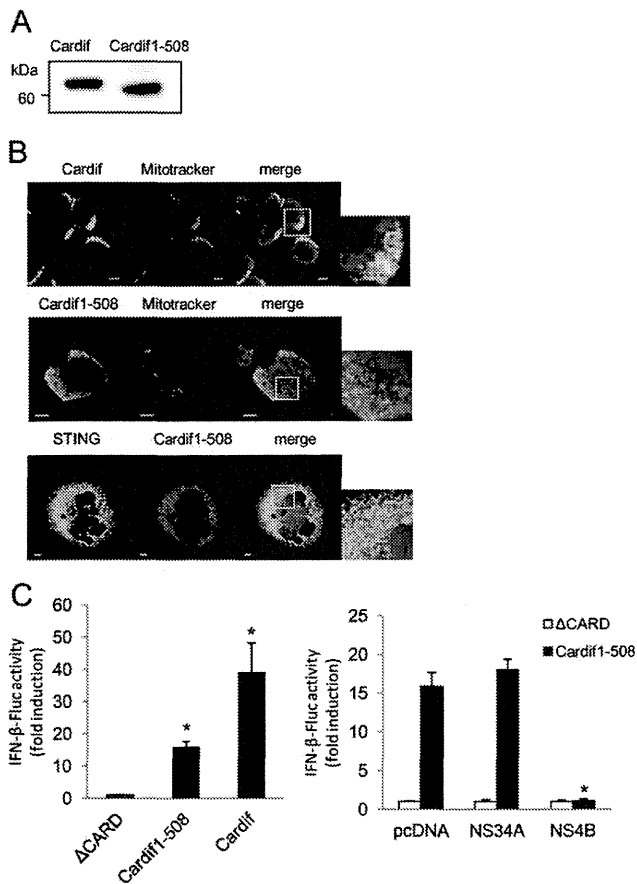 A
Cardif Cardif1-508
kDa
60
B
Cardif Mitotracker merge
Cardif1-508 Mitotracker merge
STING Cardif1-508 merge
C
IFN-β-Fluc activity
(fold induction)
60
50
40
30
20
10
0
*
*
ΔCARD
Cardif1-508
Cardif
IFN-β-Fluc activity
(fold induction)
25
20
15
10
5
0
ΔCARD
Cardif1-508
*
pcDNA NS34A NS4B